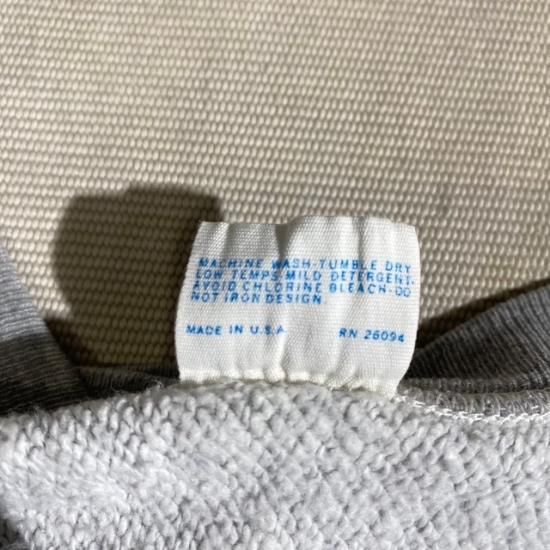 MACHINE WASH-TUMBLE DRY
LOW TEMPS. MILD DETERGENT-
AVOID CHLORINE BLEACH-DO
NOT IRON DESIGN.
MADE IN U.S.A. RN 26094